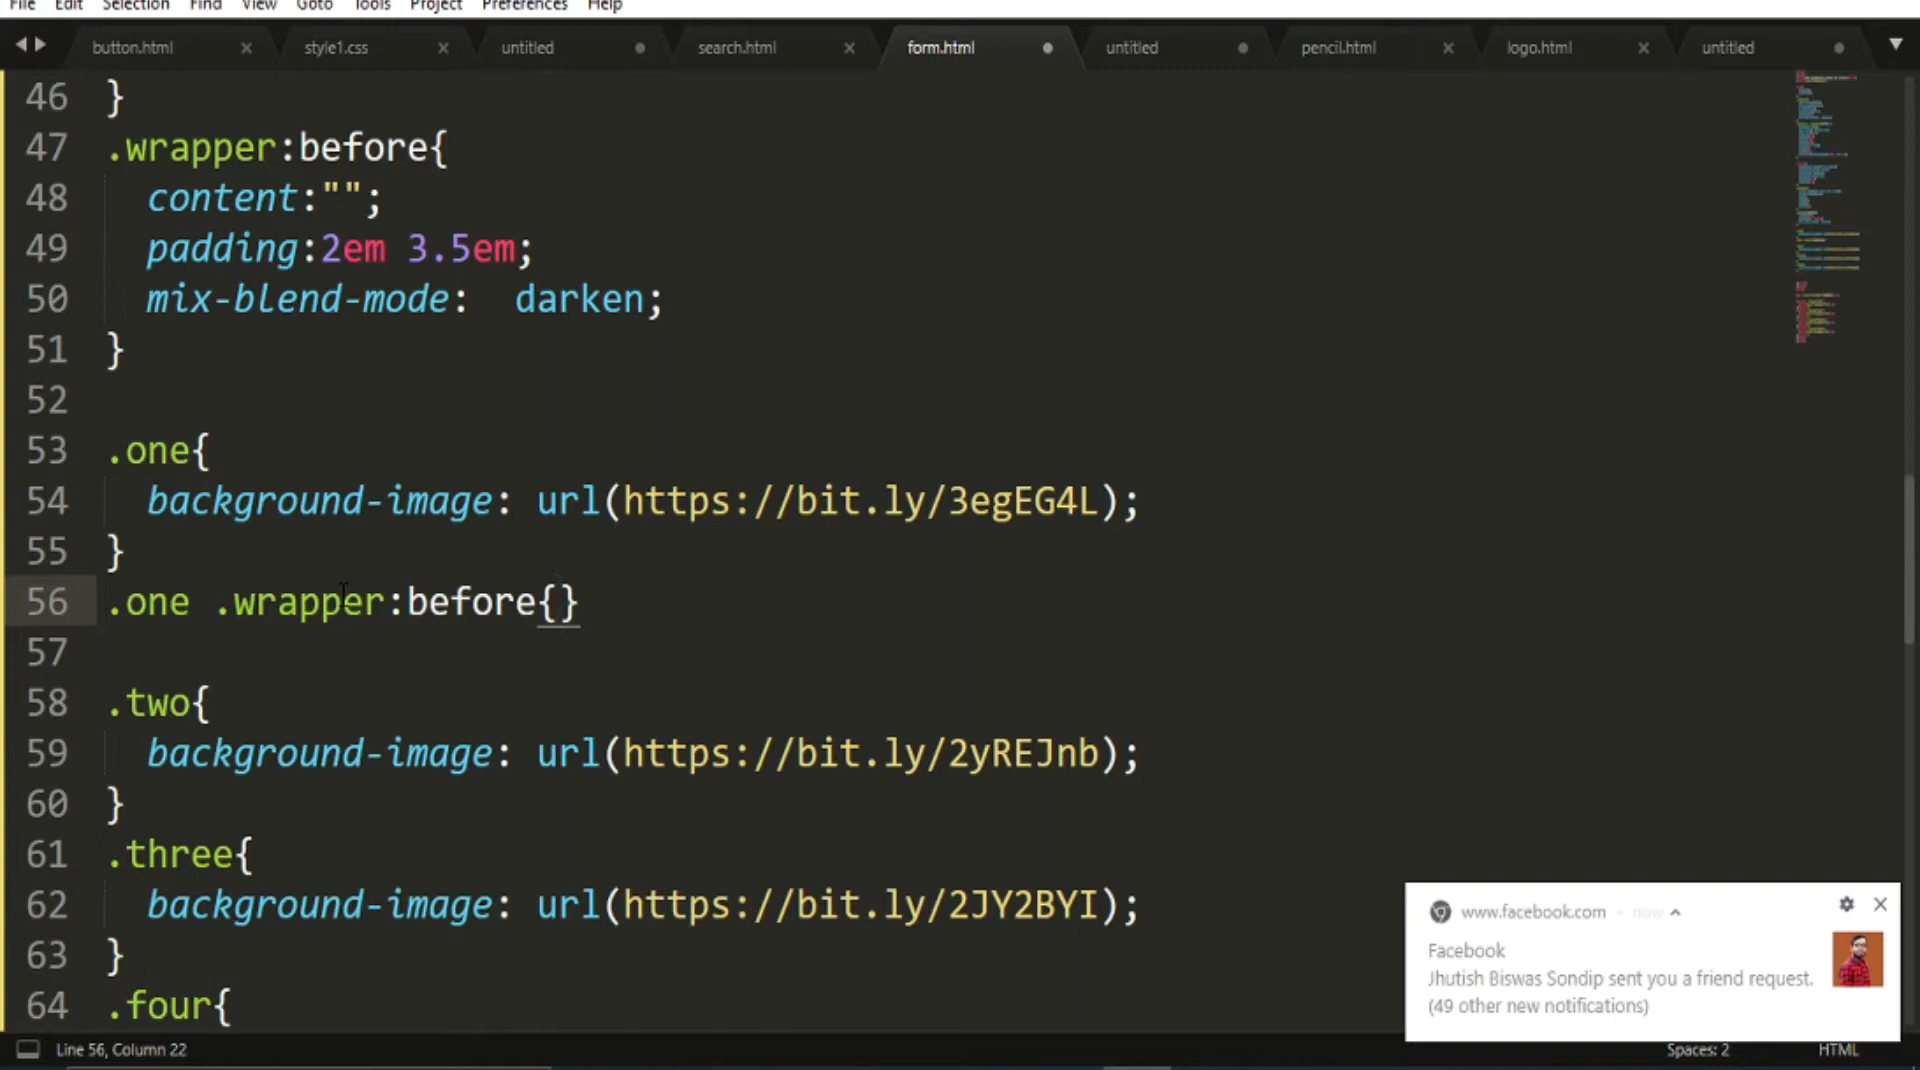 File Edit Selection Find View Goto Tools Project Preferences Help
button.html style1.css untitled search.html form.html untitled pencil.html logo.html untitled
46 }
47 .wrapper:before{
48 content:"";
49 padding:2em 3.5em;
50 mix-blend-mode:  darken;
51 }
52
53 .one{
54 background-image: url(https://bit.ly/3egEG4L);
55 }
56 .one .wrapper:before{}
57
58 .two{
59 background-image: url(https://bit.ly/2yREJnb);
60 }
61 .three{
62 background-image: url(https://bit.ly/2JY2BYI);
63 }
64 .four{
www.facebook.com • now
Facebook
Jhutish Biswas Sondip sent you a friend request.
(49 other new notifications)
Line 56, Column 22 Spaces: 2 HTML